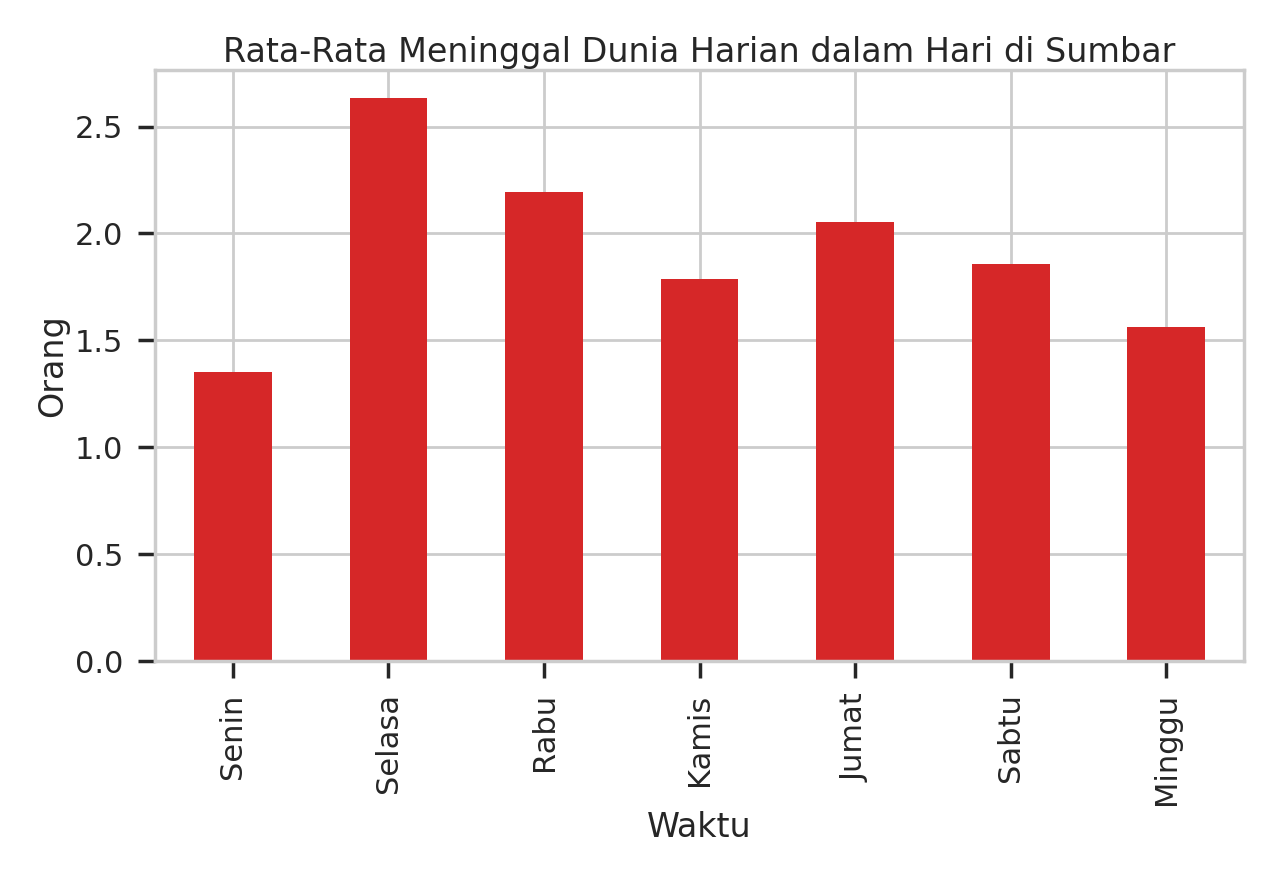 Rata-Rata Meninggal Dunia Harian dalam Hari di Sumbar
2.5
2.0
1.5
1.0
0.5
0.0
Orang
Senin
Selasa
Rabu
Kamis
Jumat
Sabtu
Minggu
Waktu